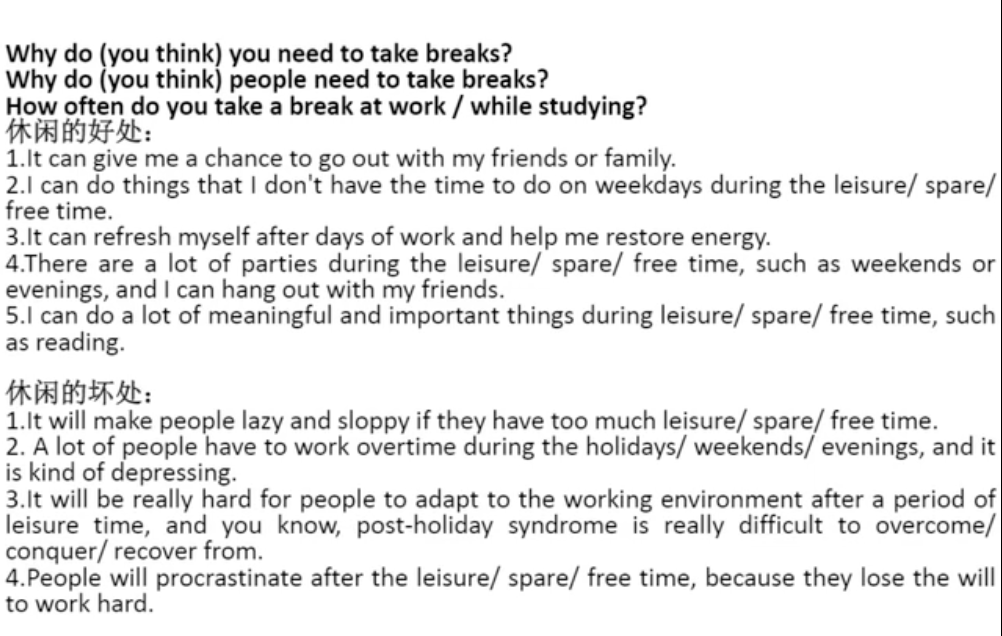 Why do (you think) you need to take breaks?
Why do (you think) people need to take breaks?
How often do you take a break at work / while studying?
休闲的好处：
1.It can give me a chance to go out with my friends or family.
2.I can do things that I don't have the time to do on weekdays during the leisure/ spare/
free time.
3.It can refresh myself after days of work and help me restore energy.
4.There are a lot of parties during the leisure/ spare/ free time, such as weekends or
evenings, and I can hang out with my friends.
5.I can do a lot of meaningful and important things during leisure/ spare/ free time, such
as reading.
休闲的坏处：
1.It will make people lazy and sloppy if they have too much leisure/ spare/ free time.
2. A lot of people have to work overtime during the holidays/ weekends/ evenings, and it
is kind of depressing.
3.It will be really hard for people to adapt to the working environment after a period of
leisure time, and you know, post-holiday syndrome is really difficult to overcome/
conquer/ recover from.
4.People will procrastinate after the leisure/ spare/ free time, because they lose the will
to work hard.